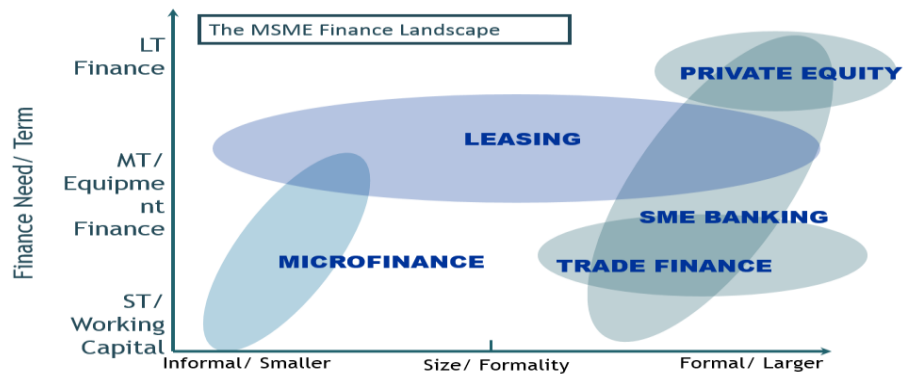 The MSME Finance Landscape
LT
Finance
PRIVATE EQUITY
LEASING
Finance Need/ Term
MT/
Equipme
nt
Finance
SME BANKING
MICROFINANCE
TRADE FINANCE
ST/
Working
Capital
Informal/ Smaller
Size/ Formality
Formal/ Larger